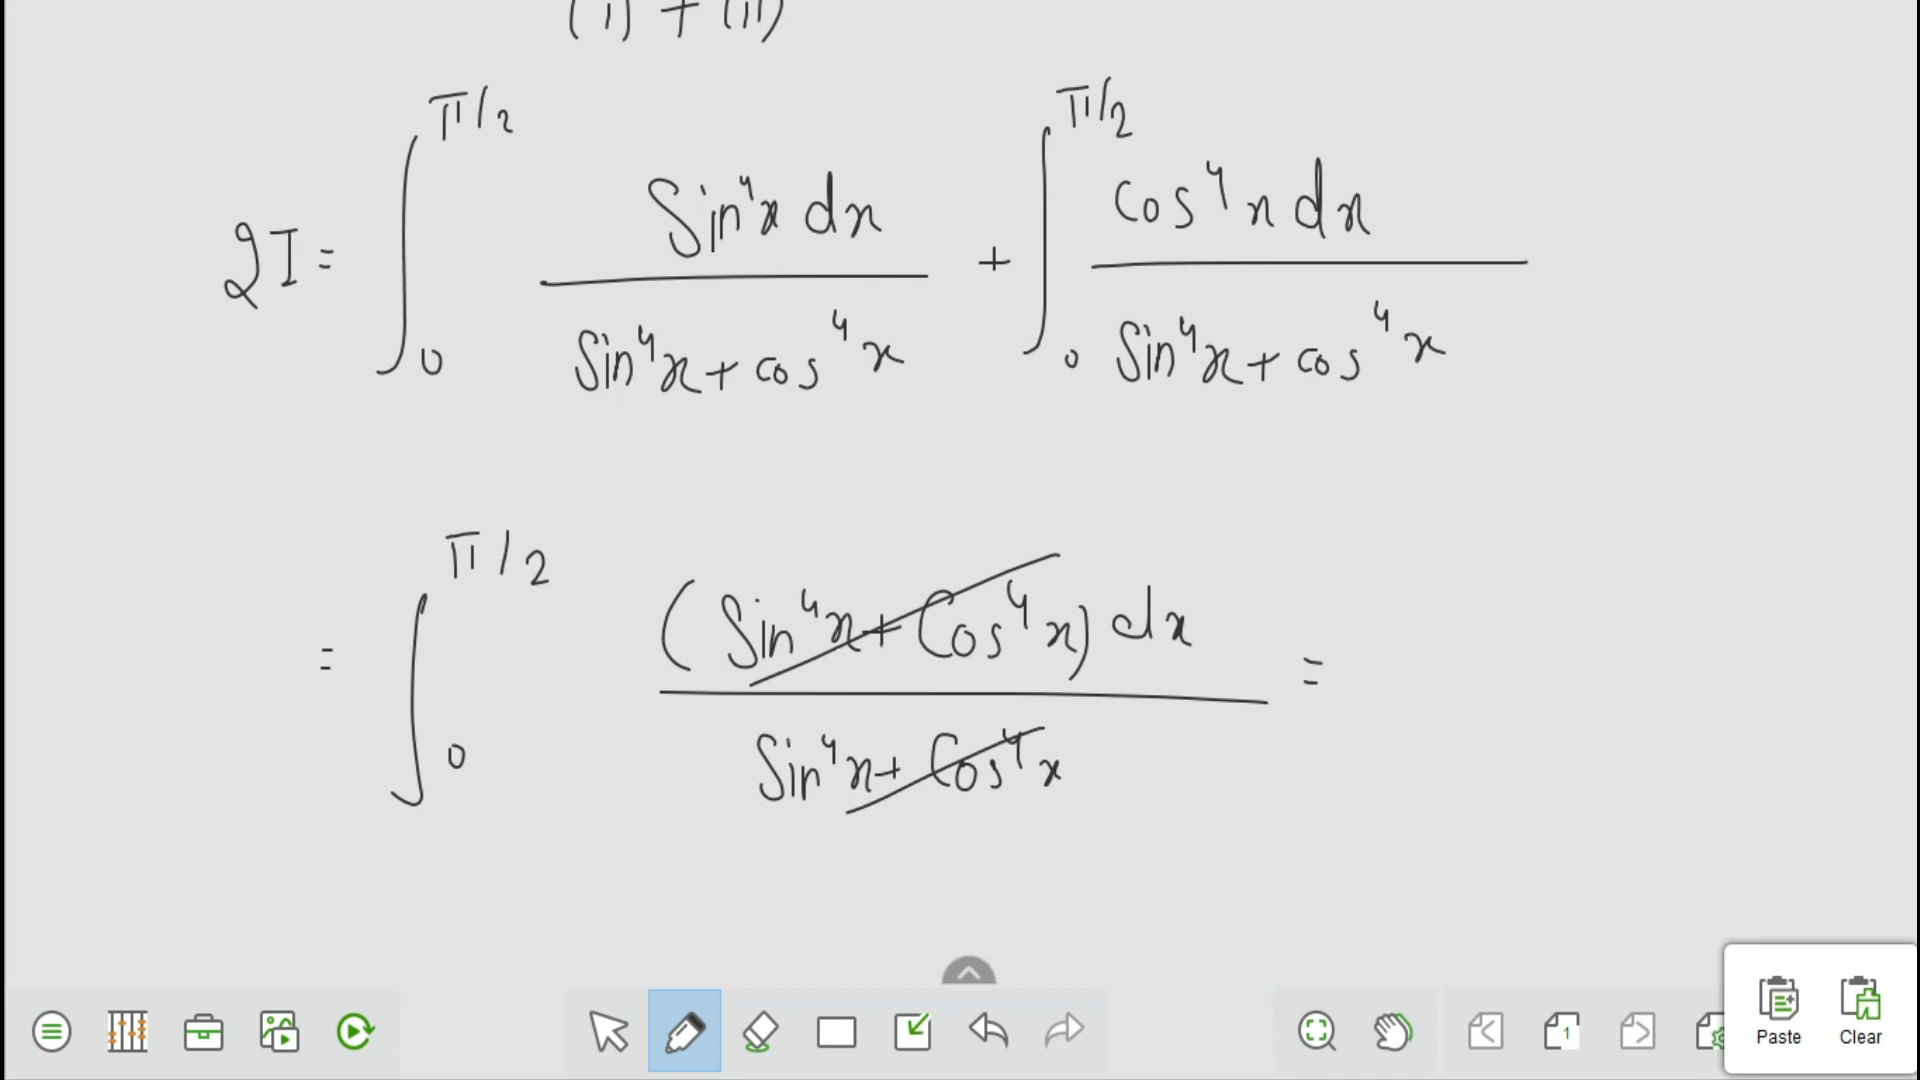 (i) + (ii)
2I = ∫₀^π/2 Sin⁴x dx / Sin⁴x + cos⁴x + ∫₀^π/2 Cos⁴x dx / Sin⁴x + cos⁴x
= ∫₀^π/2 (Sin⁴x + Cos⁴x) dx / Sin⁴x + Cos⁴x =
1
Paste Clear